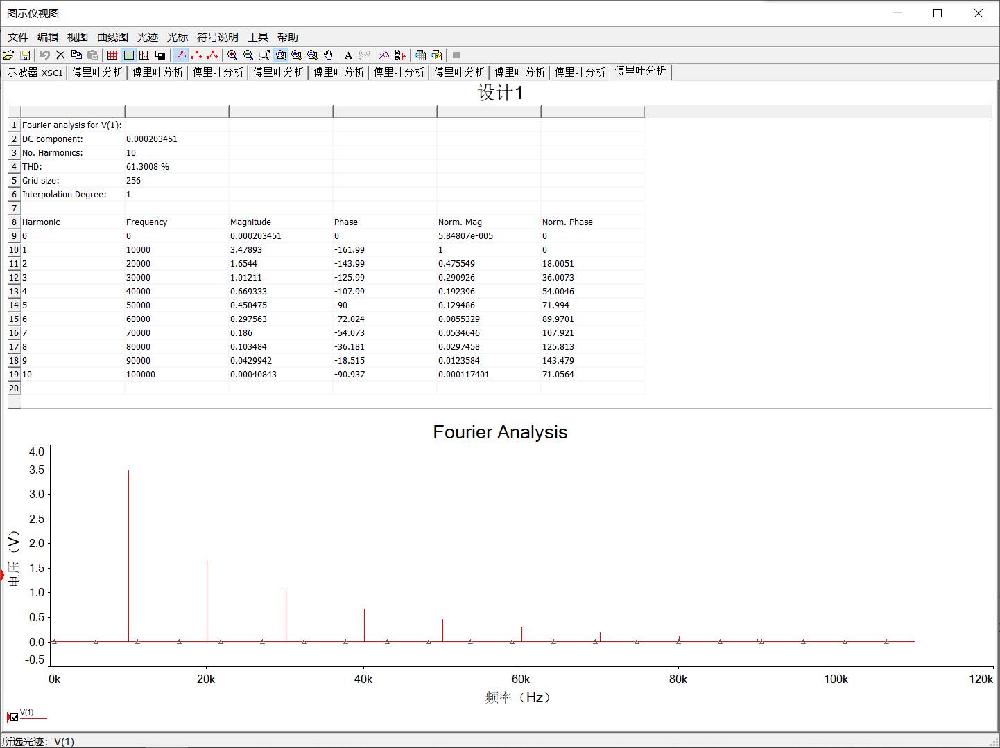 图示仪视图
文件 编辑 视图 曲线图 光迹 光标 符号说明 工具 帮助
示波器-XSC1 傅里叶分析 傅里叶分析 傅里叶分析 傅里叶分析 傅里叶分析 傅里叶分析 傅里叶分析 傅里叶分析 傅里叶分析 傅里叶分析
设计1
1 Fourier analysis for V(1):
2 DC component: 0.000203451
3 No. Harmonics: 10
4 THD: 61.3008 %
5 Grid size: 256
6 Interpolation Degree: 1
7
8 Harmonic Frequency Magnitude Phase Norm. Mag Norm. Phase
9 0 0 0.000203451 0 5.84807e-005 0
10 1 10000 3.47893 -161.99 1 0
11 2 20000 1.6544 -143.99 0.475549 18.0051
12 3 30000 1.01211 -125.99 0.290926 36.0073
13 4 40000 0.669333 -107.99 0.192396 54.0046
14 5 50000 0.450475 -90 0.129486 71.994
15 6 60000 0.297563 -72.024 0.0855329 89.9701
16 7 70000 0.186 -54.073 0.0534646 107.921
17 8 80000 0.103484 -36.181 0.0297458 125.813
18 9 90000 0.0429942 -18.515 0.0123584 143.479
19 10 100000 0.00040843 -90.937 0.000117401 71.0564
20
Fourier Analysis
4.0
3.5
3.0
2.5
2.0
1.5
1.0
0.5
0.0
-0.5
电压（V）
0k 20k 40k 60k 80k 100k 120k
频率（Hz）
V(1)
所选光迹：V(1)